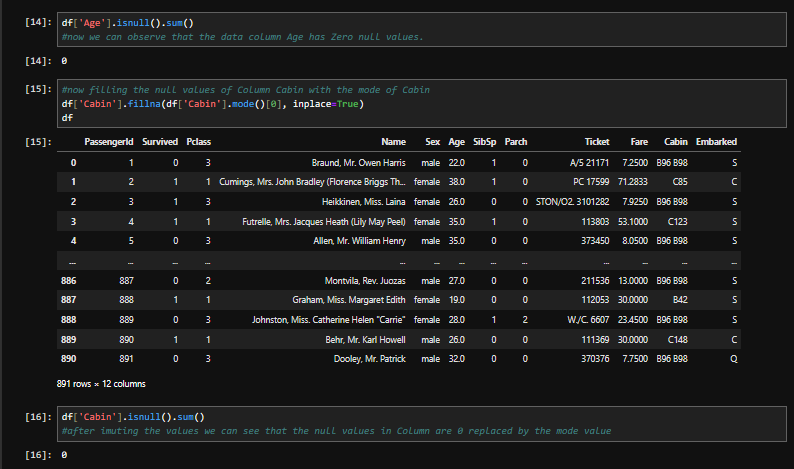 [14]: df['Age'].isnull().sum()
#now we can observe that the data column Age has Zero null values.
[14]: 0
[15]: #now filling the null values of Column Cabin with the mode of Cabin
df['Cabin'].fillna(df['Cabin'].mode()[0], inplace=True)
df
[15]: PassengerId Survived Pclass Name Sex Age SibSp Parch Ticket Fare Cabin Embarked
0 1 0 3 Braund, Mr. Owen Harris male 22.0 1 0 A/5 21171 7.2500 B96 B98 S
1 2 1 1 Cumings, Mrs. John Bradley (Florence Briggs Th... female 38.0 1 0 PC 17599 71.2833 C85 C
2 3 1 3 Heikkinen, Miss. Laina female 26.0 0 0 STON/O2. 3101282 7.9250 B96 B98 S
3 4 1 1 Futrelle, Mrs. Jacques Heath (Lily May Peel) female 35.0 1 0 113803 53.1000 C123 S
4 5 0 3 Allen, Mr. William Henry male 35.0 0 0 373450 8.0500 B96 B98 S
... ... ... ... ... ... ... ... ... ... ... ... ...
886 887 0 2 Montvila, Rev. Juozas male 27.0 0 0 211536 13.0000 B96 B98 S
887 888 1 1 Graham, Miss. Margaret Edith female 19.0 0 0 112053 30.0000 B42 S
888 889 0 3 Johnston, Miss. Catherine Helen "Carrie" female 28.0 1 2 W./C. 6607 23.4500 B96 B98 S
889 890 1 1 Behr, Mr. Karl Howell male 26.0 0 0 111369 30.0000 C148 C
890 891 0 3 Dooley, Mr. Patrick male 32.0 0 0 370376 7.7500 B96 B98 Q
891 rows × 12 columns
[16]: df['Cabin'].isnull().sum()
#after imuting the values we can see that the null values in Column are 0 replaced by the mode value
[16]: 0